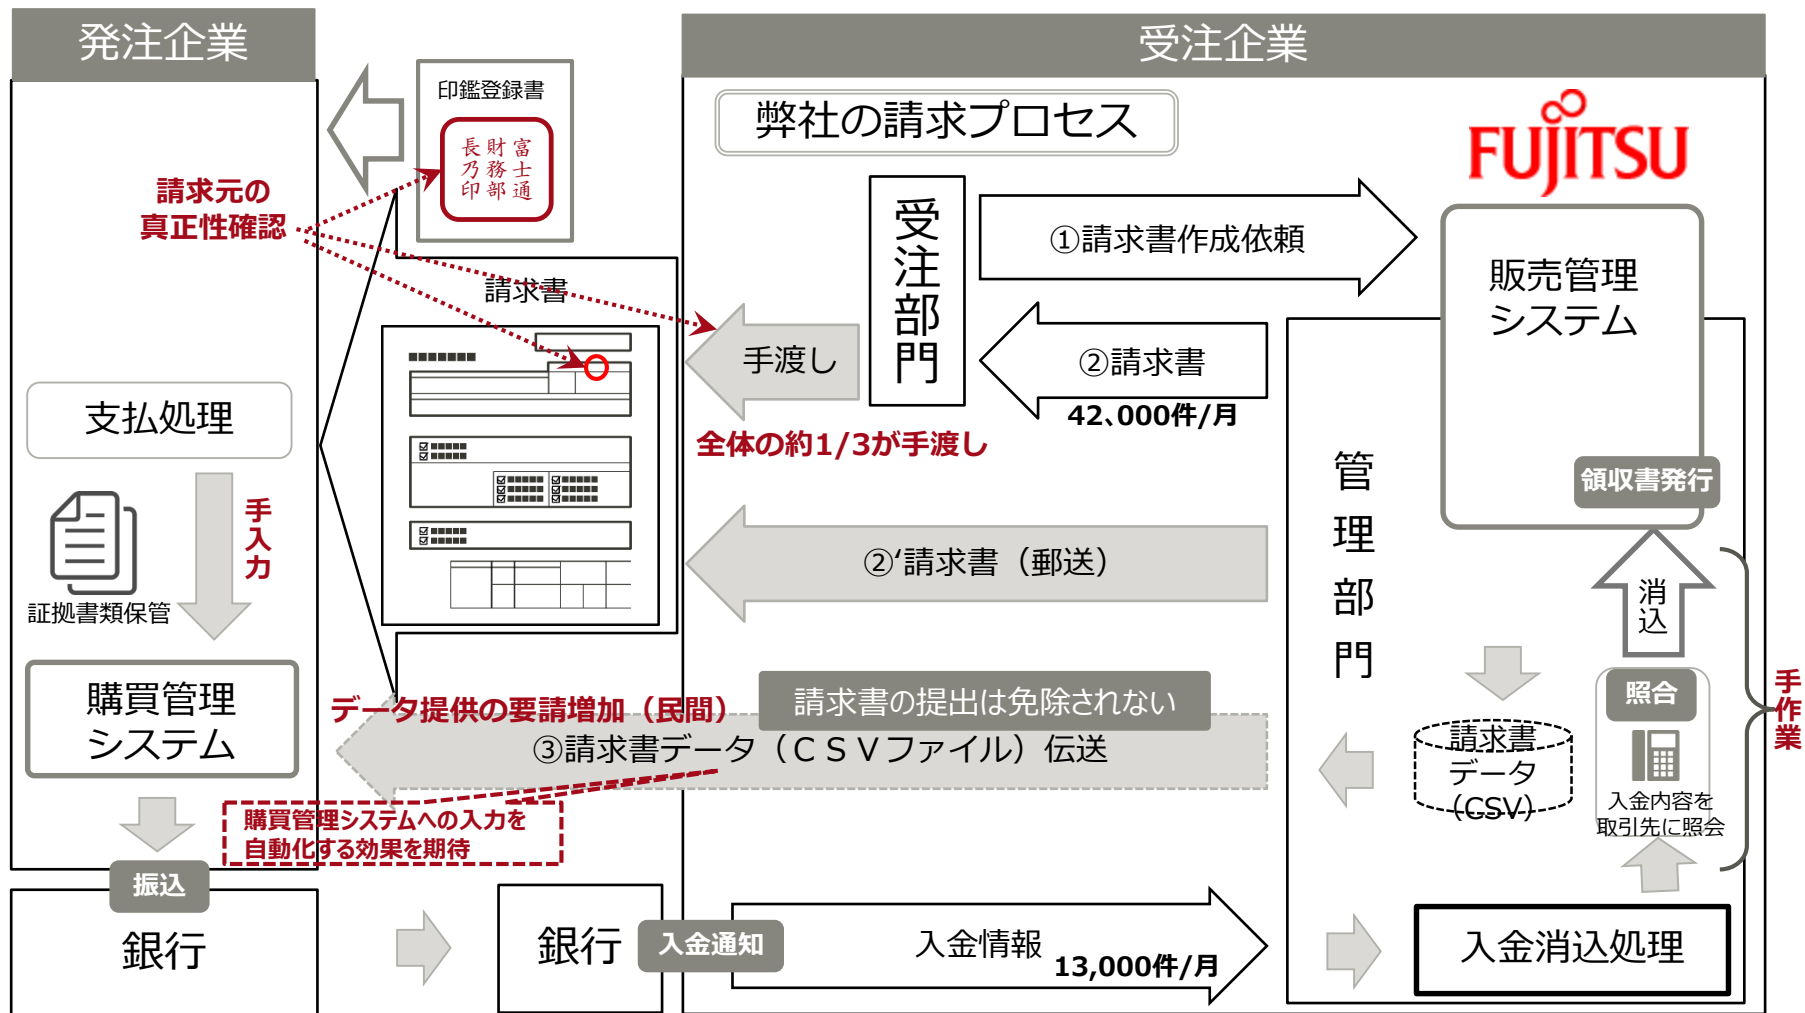 発注企業
受注企業
印鑑登録書
富士通
財務部
長乃印
弊社の請求プロセス
FUJITSU
請求元の
真正性確認
請求書
受注部門
①請求書作成依頼
販売管理
システム
手渡し
②請求書
42、000件/月
全体の約1/3が手渡し
支払処理
手入力
証拠書類保管
管理部門
領収書発行
②‘請求書（郵送）
消込
購買管理
システム
データ提供の要請増加（民間）
請求書の提出は免除されない
③請求書データ（ＣＳＶファイル）伝送
請求書
データ
(CSV)
照合
入金内容を
取引先に照会
手作業
購買管理システムへの入力を
自動化する効果を期待
振込
銀行
銀行
入金通知
入金情報
13,000件/月
入金消込処理